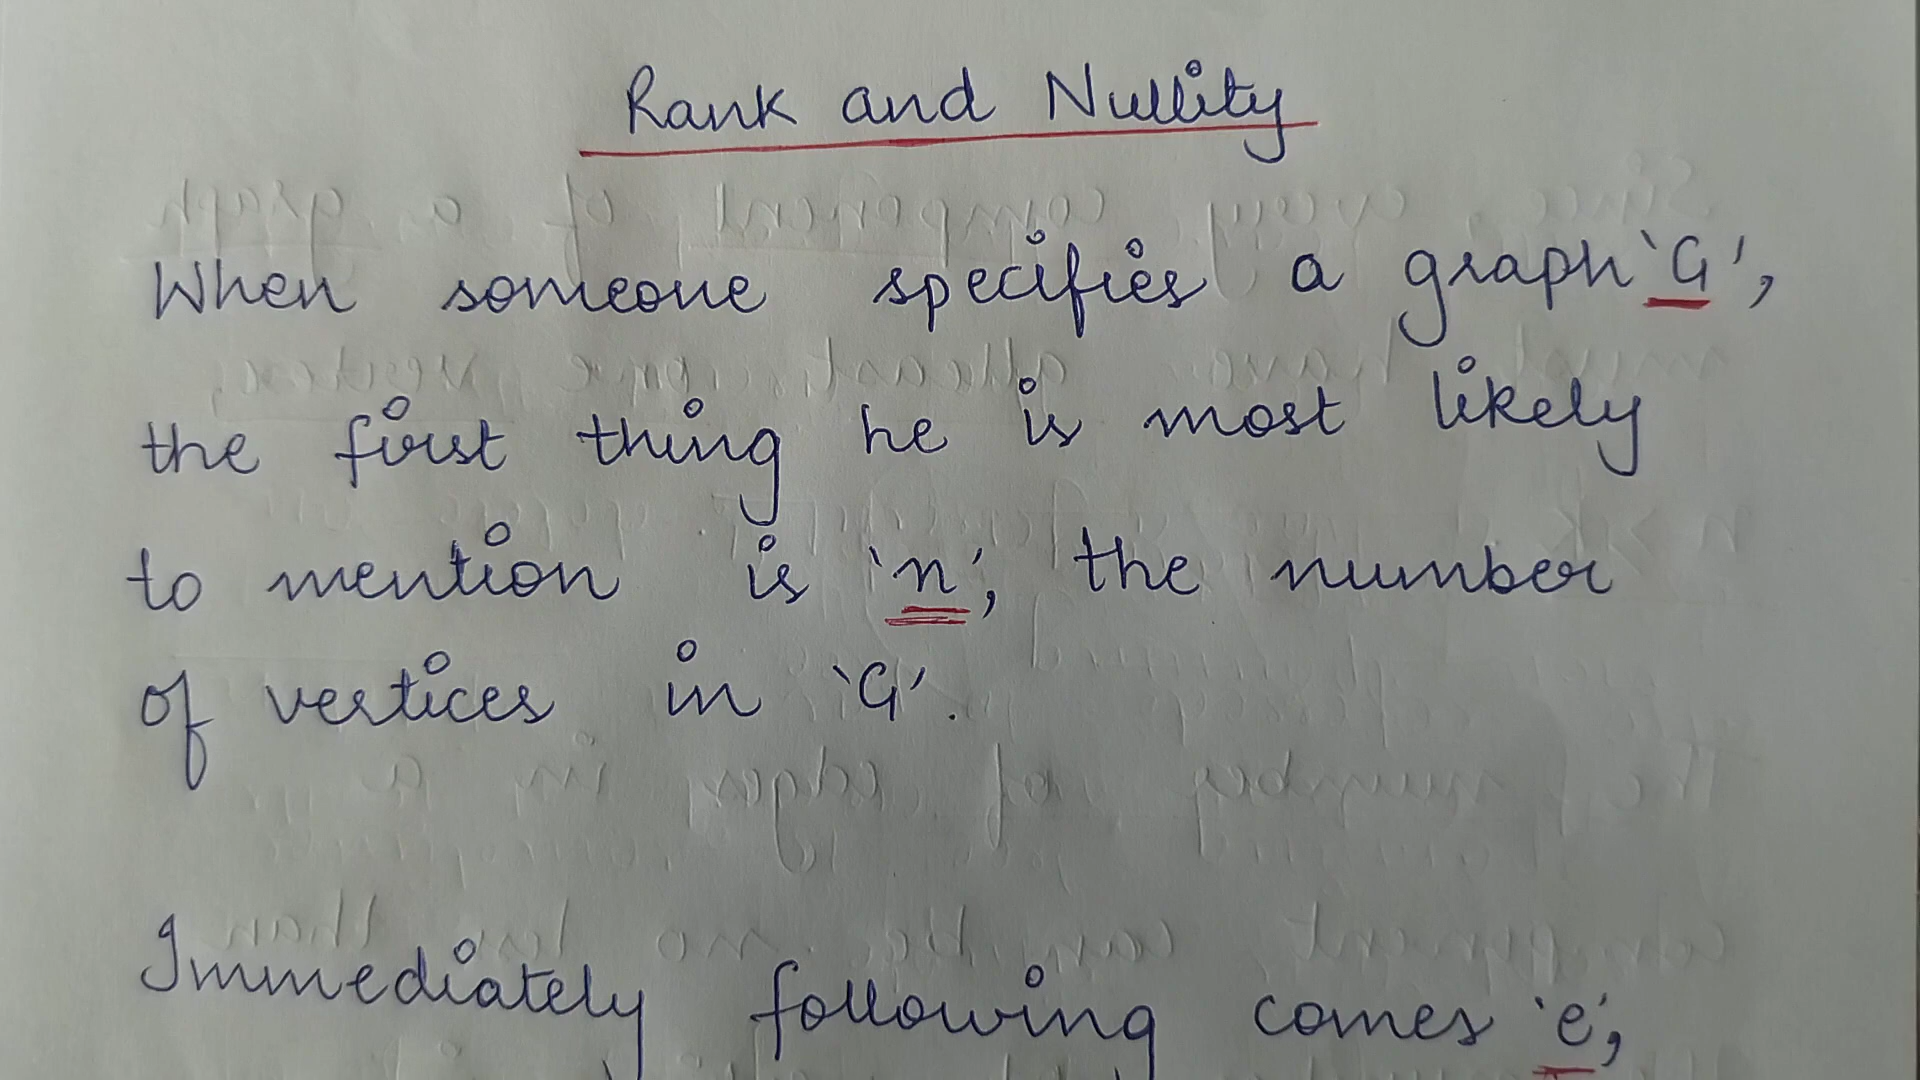 Rank and Nullity
When someone specifies a graph 'G',
the first thing he is most likely
to mention is 'n', the number
of vertices in 'G'.
Immediately following comes 'e',